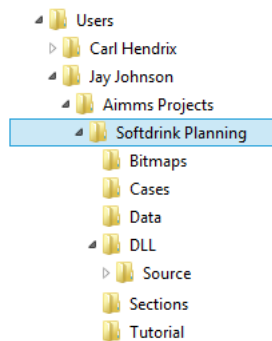 Users
Carl Hendrix
Jay Johnson
Aimms Projects
Softdrink Planning
Bitmaps
Cases
Data
DLL
Source
Sections
Tutorial